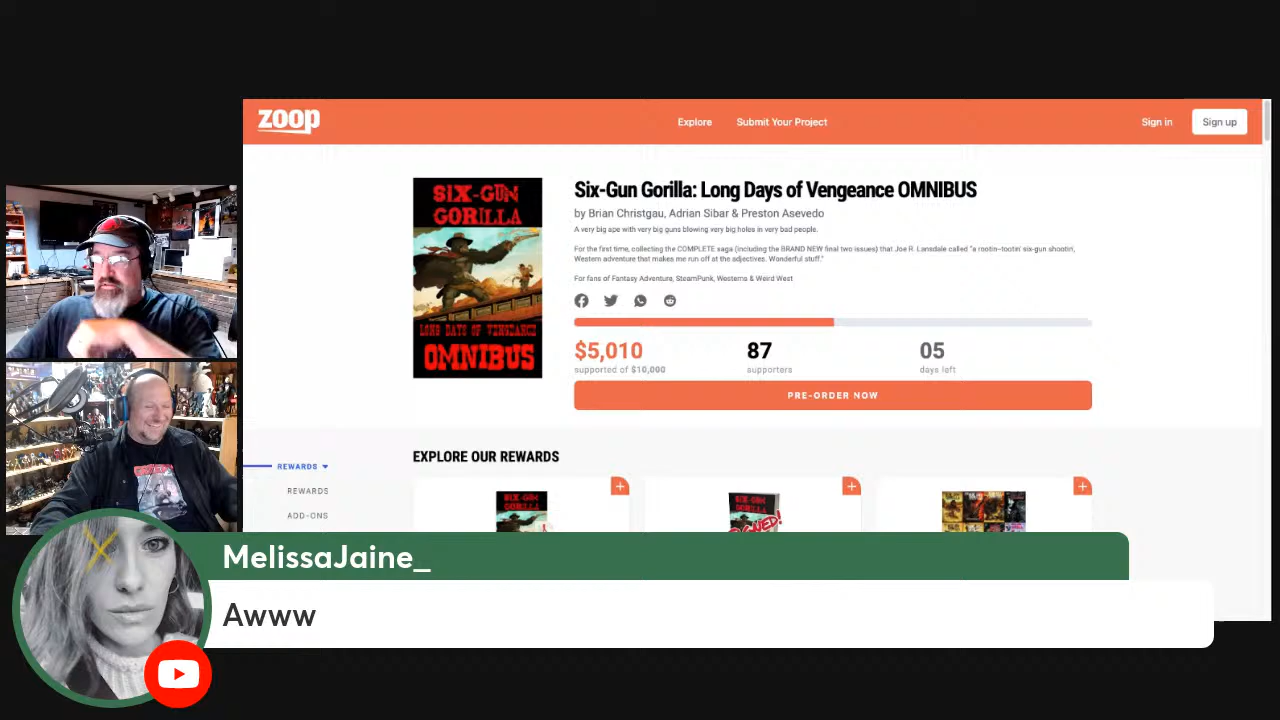 zoop
Explore
Submit Your Project
Sign in
Sign up
SIX-GUN
GORILLA
LONG DAYS OF VENGEANCE
OMNIBUS
Six-Gun Gorilla: Long Days of Vengeance OMNIBUS
by Brian Christgau, Adrian Sibar & Preston Asevedo
A very big ape with very big guns blowing very big holes in very bad people.
For the first time, collecting the COMPLETE saga (including the BRAND NEW final two issues) that Joe R. Lansdale called "a rootin-tootin' six-gun shootin',
Western adventure that makes me run off at the adjectives. Wonderful stuff."
For fans of Fantasy Adventure, SteamPunk, Westerns & Weird West
$5,010
supported of $10,000
87
supporters
05
days left
PRE-ORDER NOW
REWARDS
REWARDS
ADD-ONS
EXPLORE OUR REWARDS
SIX-GUN
GORILLA
SIGNED!
MelissaJaine_
Awww